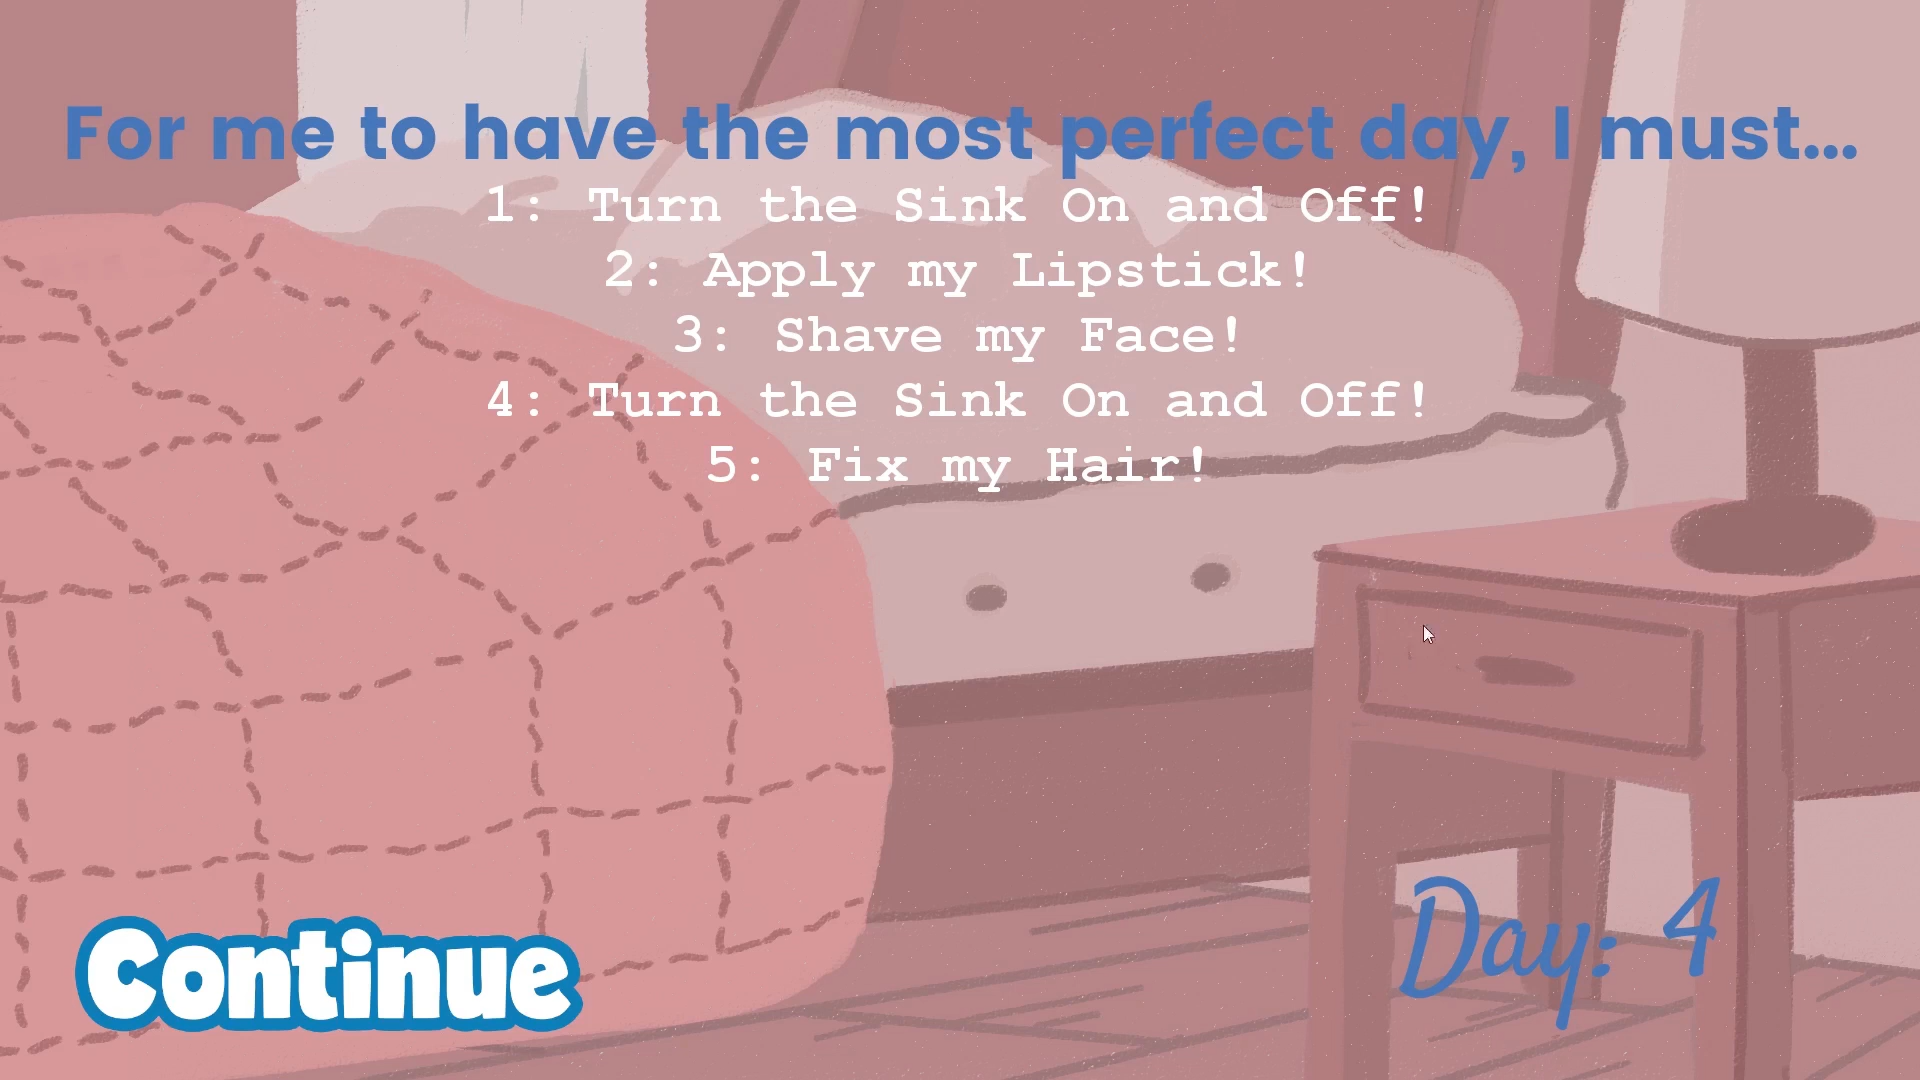 For me to have the most perfect day, I must...
1: Turn the Sink On and Off!
2: Apply my Lipstick!
3: Shave my Face!
4: Turn the Sink On and Off!
5: Fix my Hair!
Continue
Day: 4